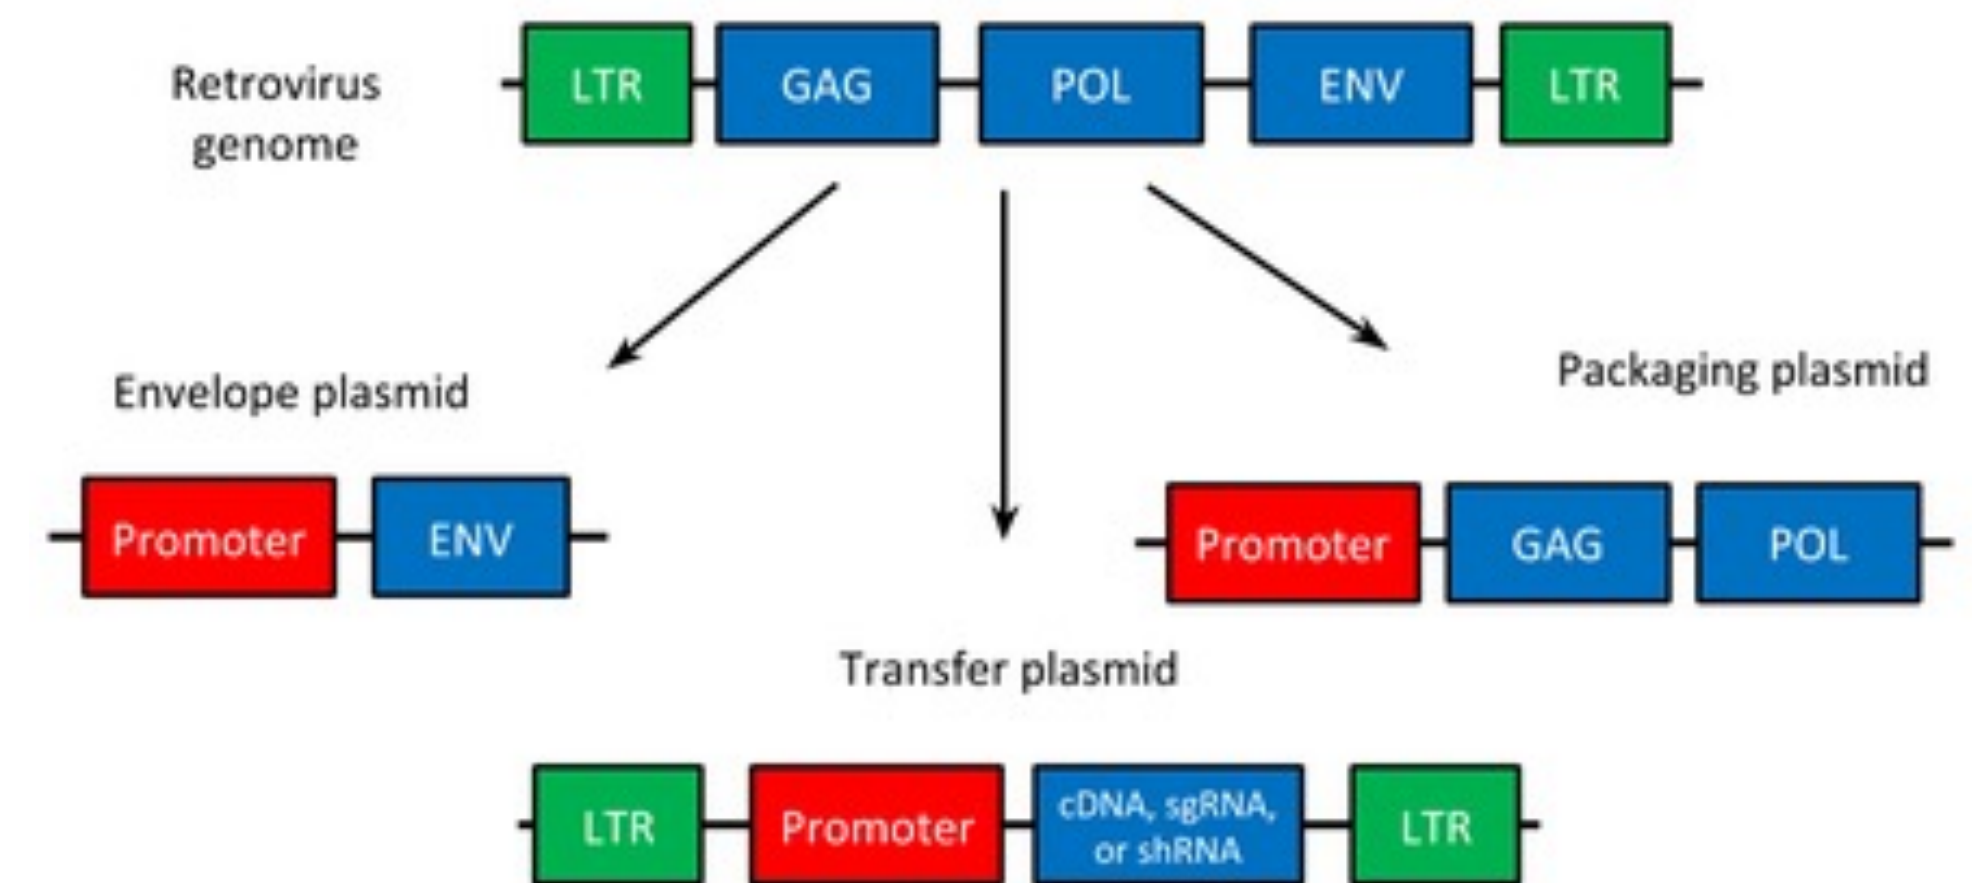 Retrovirus
genome
LTR GAG POL ENV LTR
Envelope plasmid
Packaging plasmid
Promoter ENV
Promoter GAG POL
Transfer plasmid
LTR Promoter cDNA, sgRNA,
or shRNA LTR